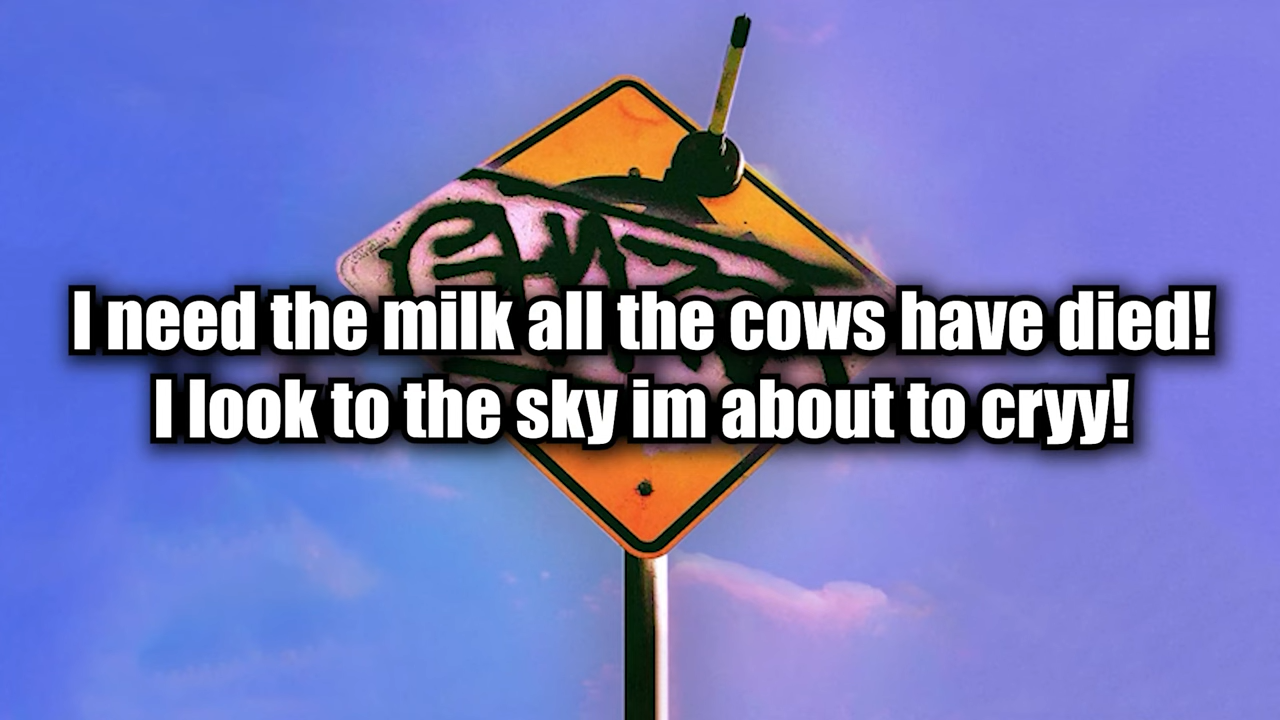 I need the milk all the cows have died!
I look to the sky im about to cryy!